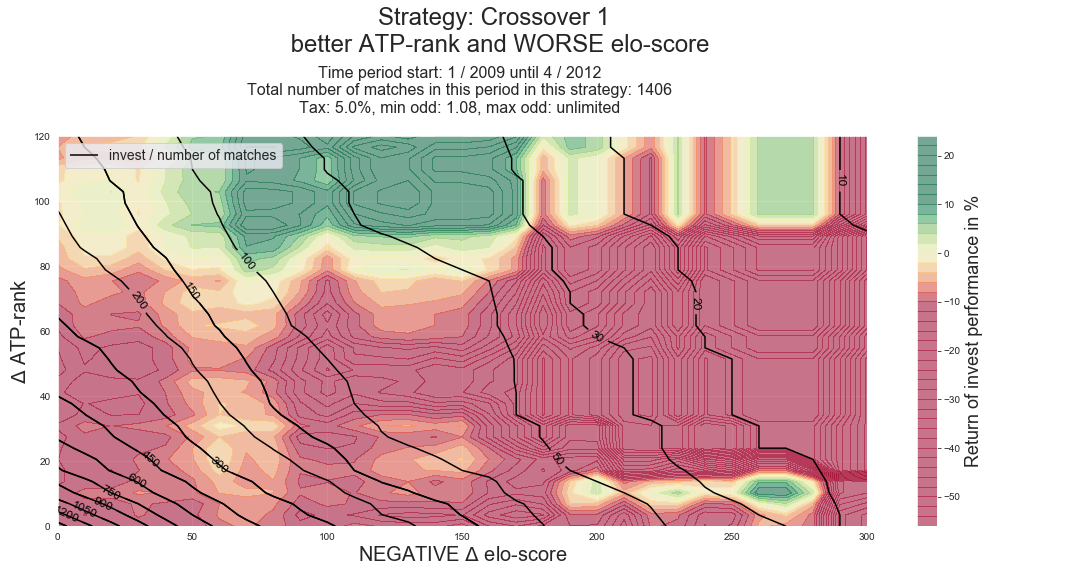 Strategy: Crossover 1
better ATP-rank and WORSE elo-score
Time period start: 1 / 2009 until 4 / 2012
Total number of matches in this period in this strategy: 1406
Tax: 5.0%, min odd: 1.08, max odd: unlimited
invest / number of matches
120
100
80
60
40
20
0
Δ ATP-rank
0 50 100 150 200 250 300
NEGATIVE Δ elo-score
200
150
100
50
30
20
10
450
300
600
750
900
1050
1200
20
10
0
−10
−20
−30
−40
−50
Return of invest performance in %